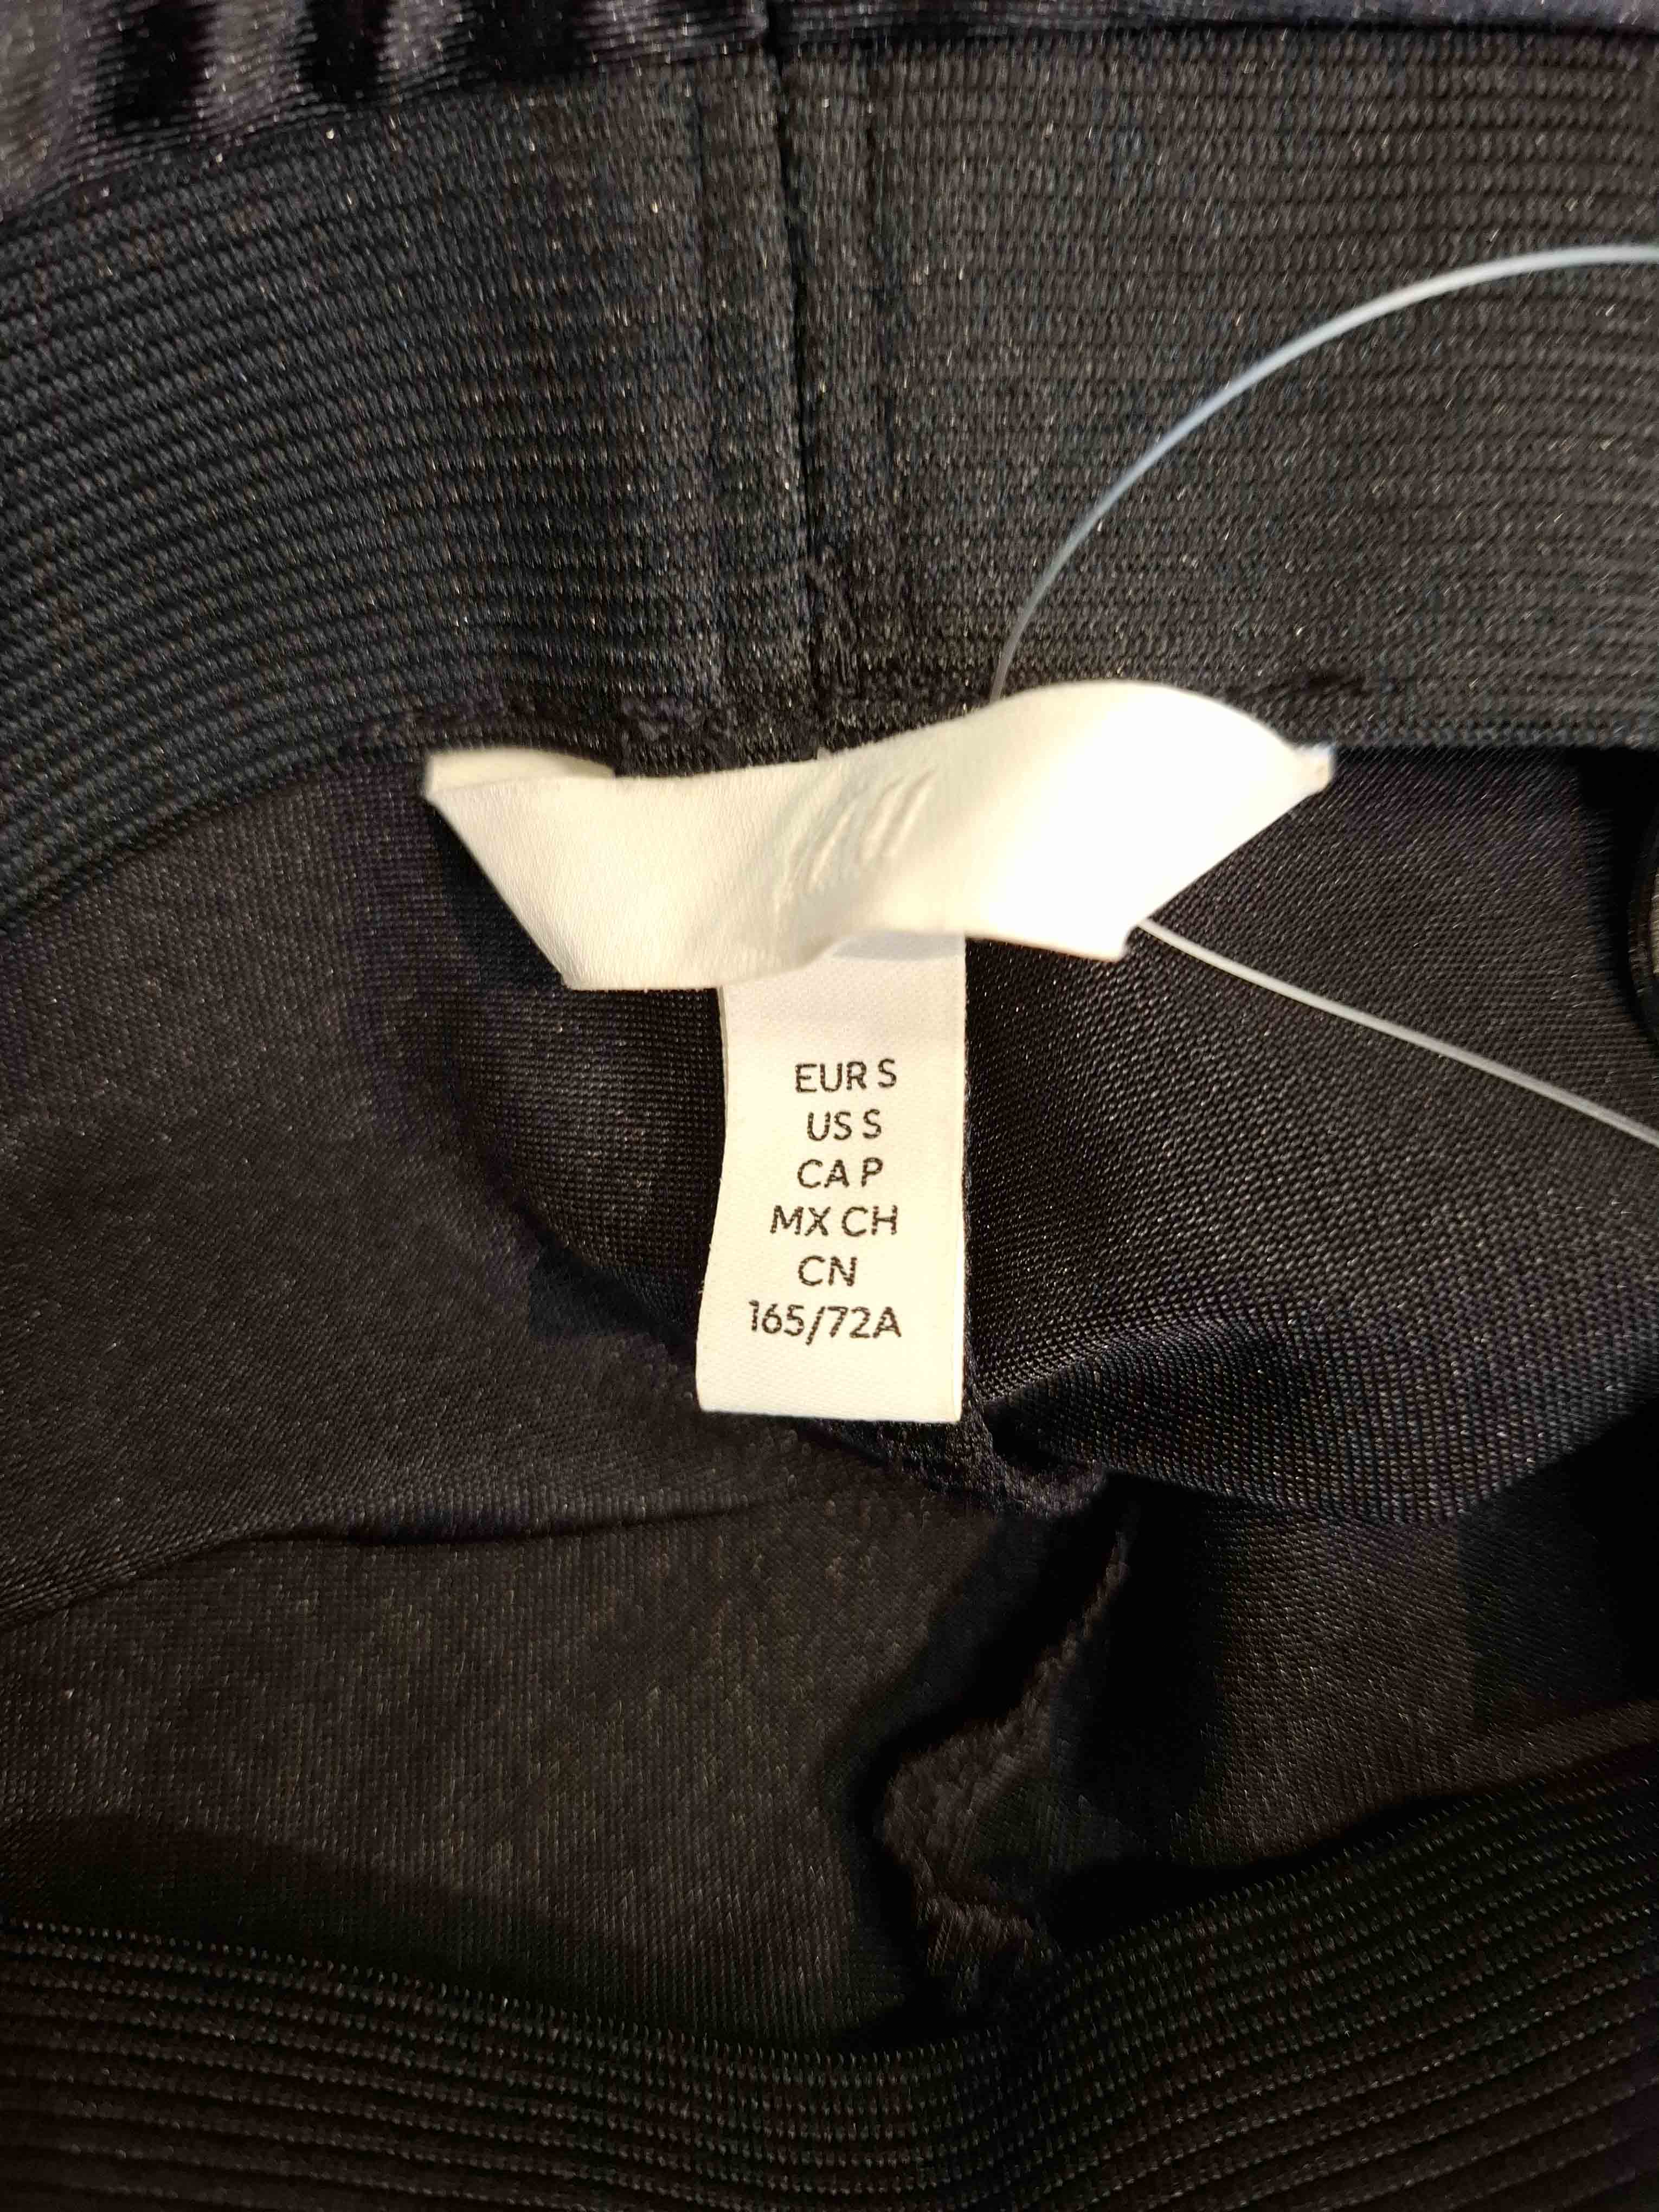 EUR S
US S
CA P
MX CH
CN
165/72A